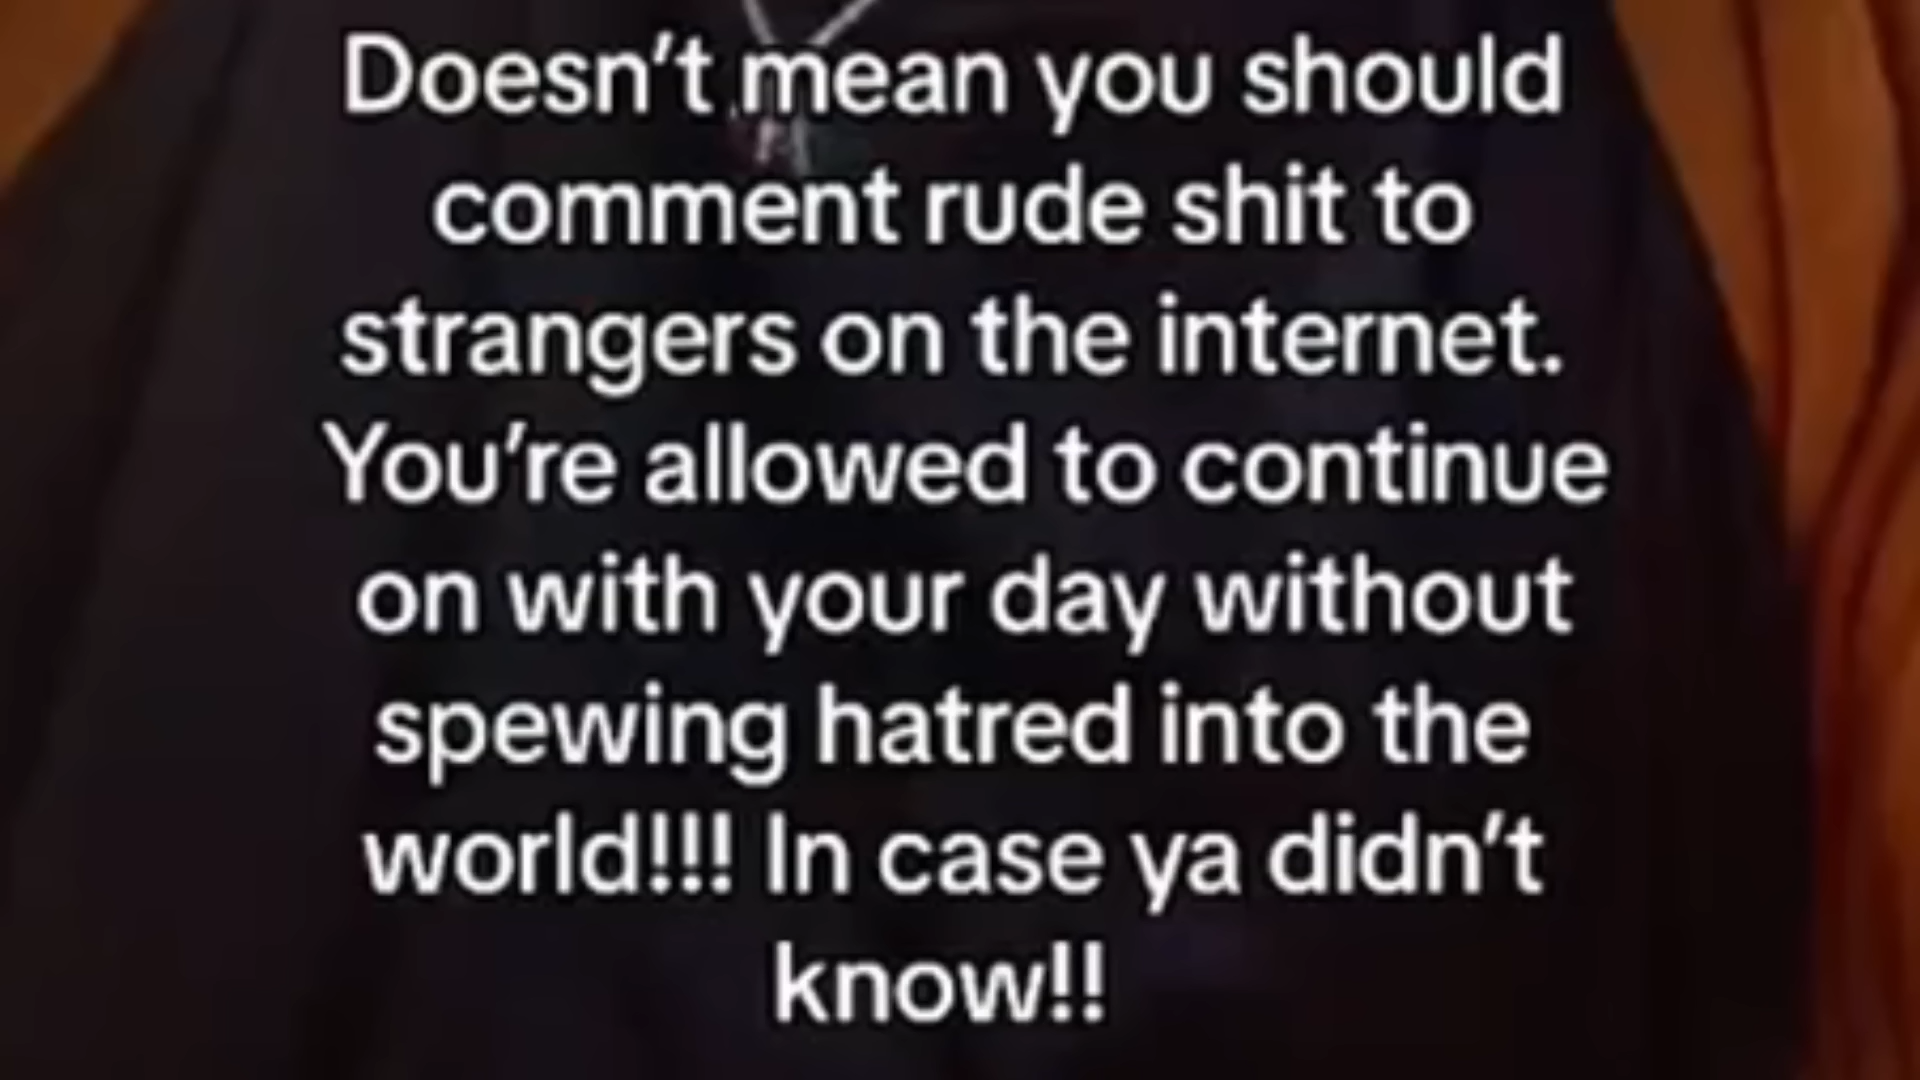 Doesn't mean you should
comment rude shit to
strangers on the internet.
You're allowed to continue
on with your day without
spewing hatred into the
world!!! In case ya didn't
know!!